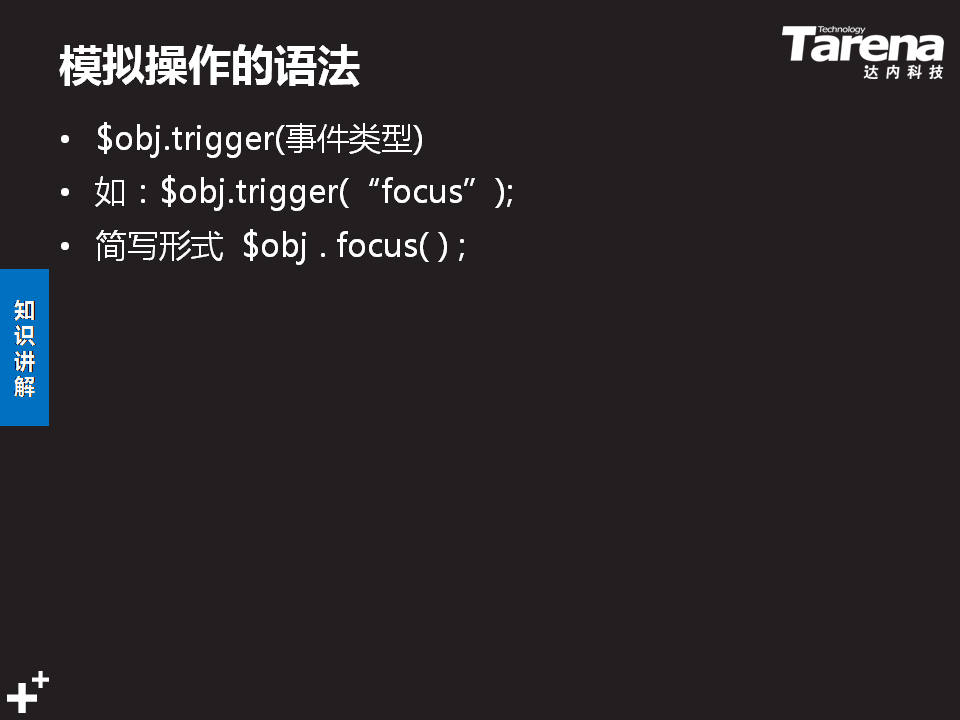 模拟操作的语法
Technology
Tarena
达内科技
• $obj.trigger(事件类型)
• 如：$obj.trigger(“focus”);
• 简写形式 $obj . focus( ) ;
知
识
讲
解